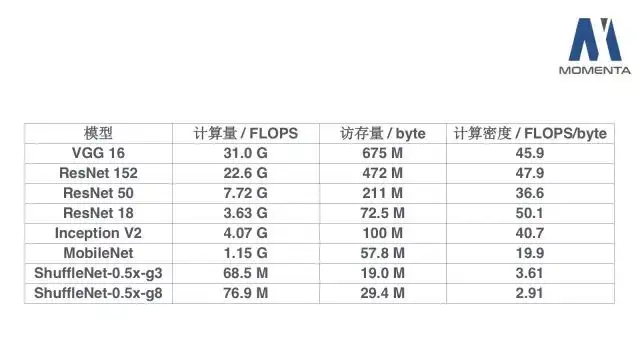 MOMENTA
模型 计算量 / FLOPS 访存量 / byte 计算密度 / FLOPS/byte
VGG 16 31.0 G 675 M 45.9
ResNet 152 22.6 G 472 M 47.9
ResNet 50 7.72 G 211 M 36.6
ResNet 18 3.63 G 72.5 M 50.1
Inception V2 4.07 G 100 M 40.7
MobileNet 1.15 G 57.8 M 19.9
ShuffleNet-0.5x-g3 68.5 M 19.0 M 3.61
ShuffleNet-0.5x-g8 76.9 M 29.4 M 2.91